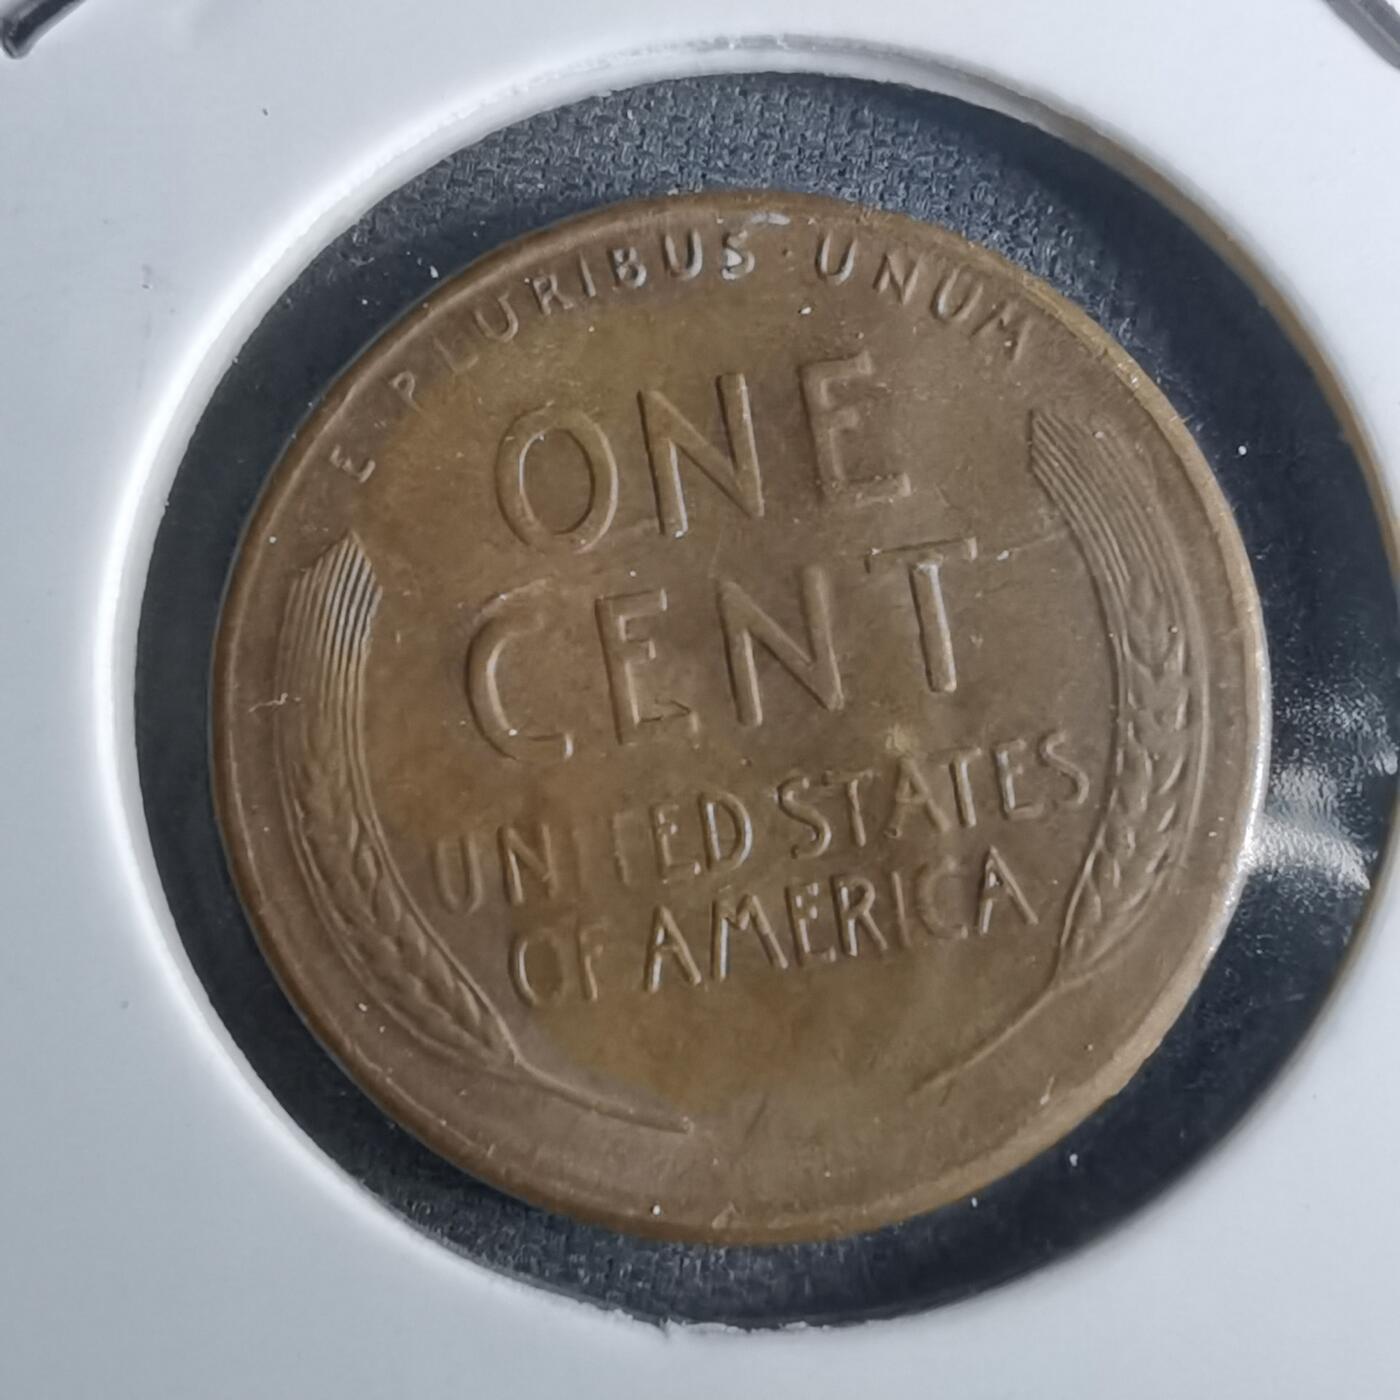 E PLURIBUS · UNUM
ONE
CENT
UNITED STATES
OF AMERICA